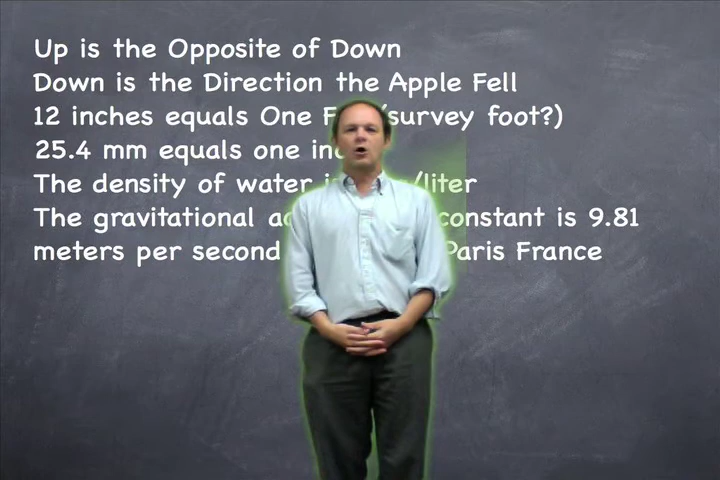 Up is the Opposite of Down
Down is the Direction the Apple Fell
12 inches equals One (survey foot?)
25.4 mm equals one
The density of water
The gravitational constant is 9.81
meters per second Paris France